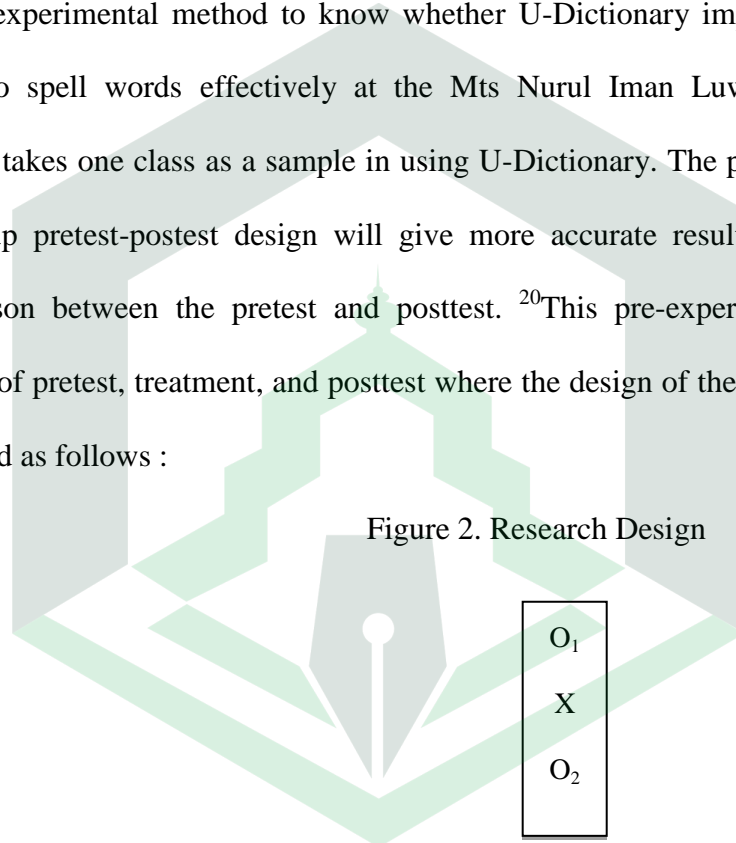 experimental method to know whether U-Dictionary im
spell words effectively at the Mts Nurul Iman Luw
takes one class as a sample in using U-Dictionary. The p
pretest-postest design will give more accurate result
between the pretest and posttest. ²⁰This pre-exper
of pretest, treatment, and posttest where the design of the
as follows :
Figure 2. Research Design
O₁
X
O₂